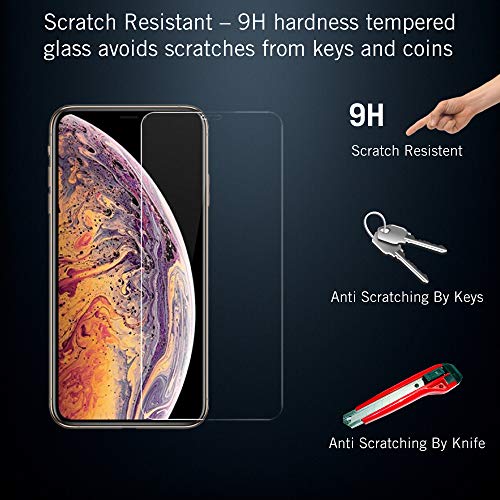 Scratch Resistant – 9H hardness tempered
glass avoids scratches from keys and coins
9H
Scratch Resistent
Anti Scratching By Keys
Anti Scratching By Knife